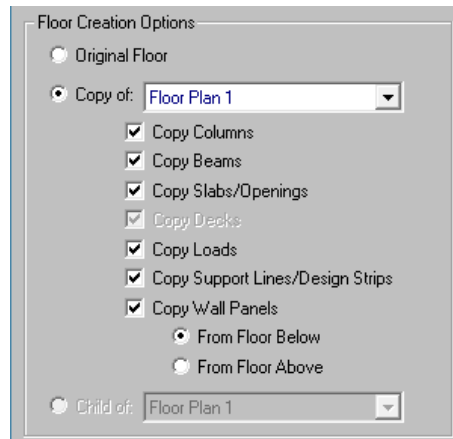 Floor Creation Options
Original Floor
Copy of: Floor Plan 1
Copy Columns
Copy Beams
Copy Slabs/Openings
Copy Decks
Copy Loads
Copy Support Lines/Design Strips
Copy Wall Panels
From Floor Below
From Floor Above
Child of: Floor Plan 1